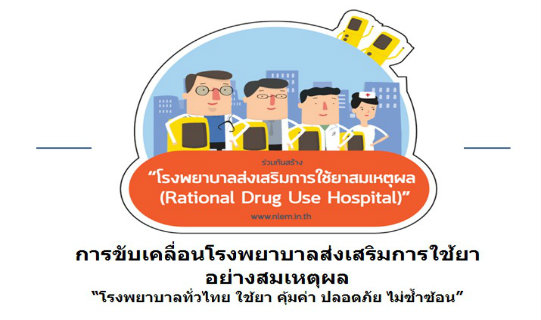 ร่วมกันสร้าง
“โรงพยาบาลส่งเสริมการใช้ยาสมเหตุผล
(Rational Drug Use Hospital)”
www.nlem.in.th
การขับเคลื่อนโรงพยาบาลส่งเสริมการใช้ยา
อย่างสมเหตุผล
“โรงพยาบาลทั่วไทย ใช้ยา คุ้มค่า ปลอดภัย ไม่ซ้ำซ้อน”